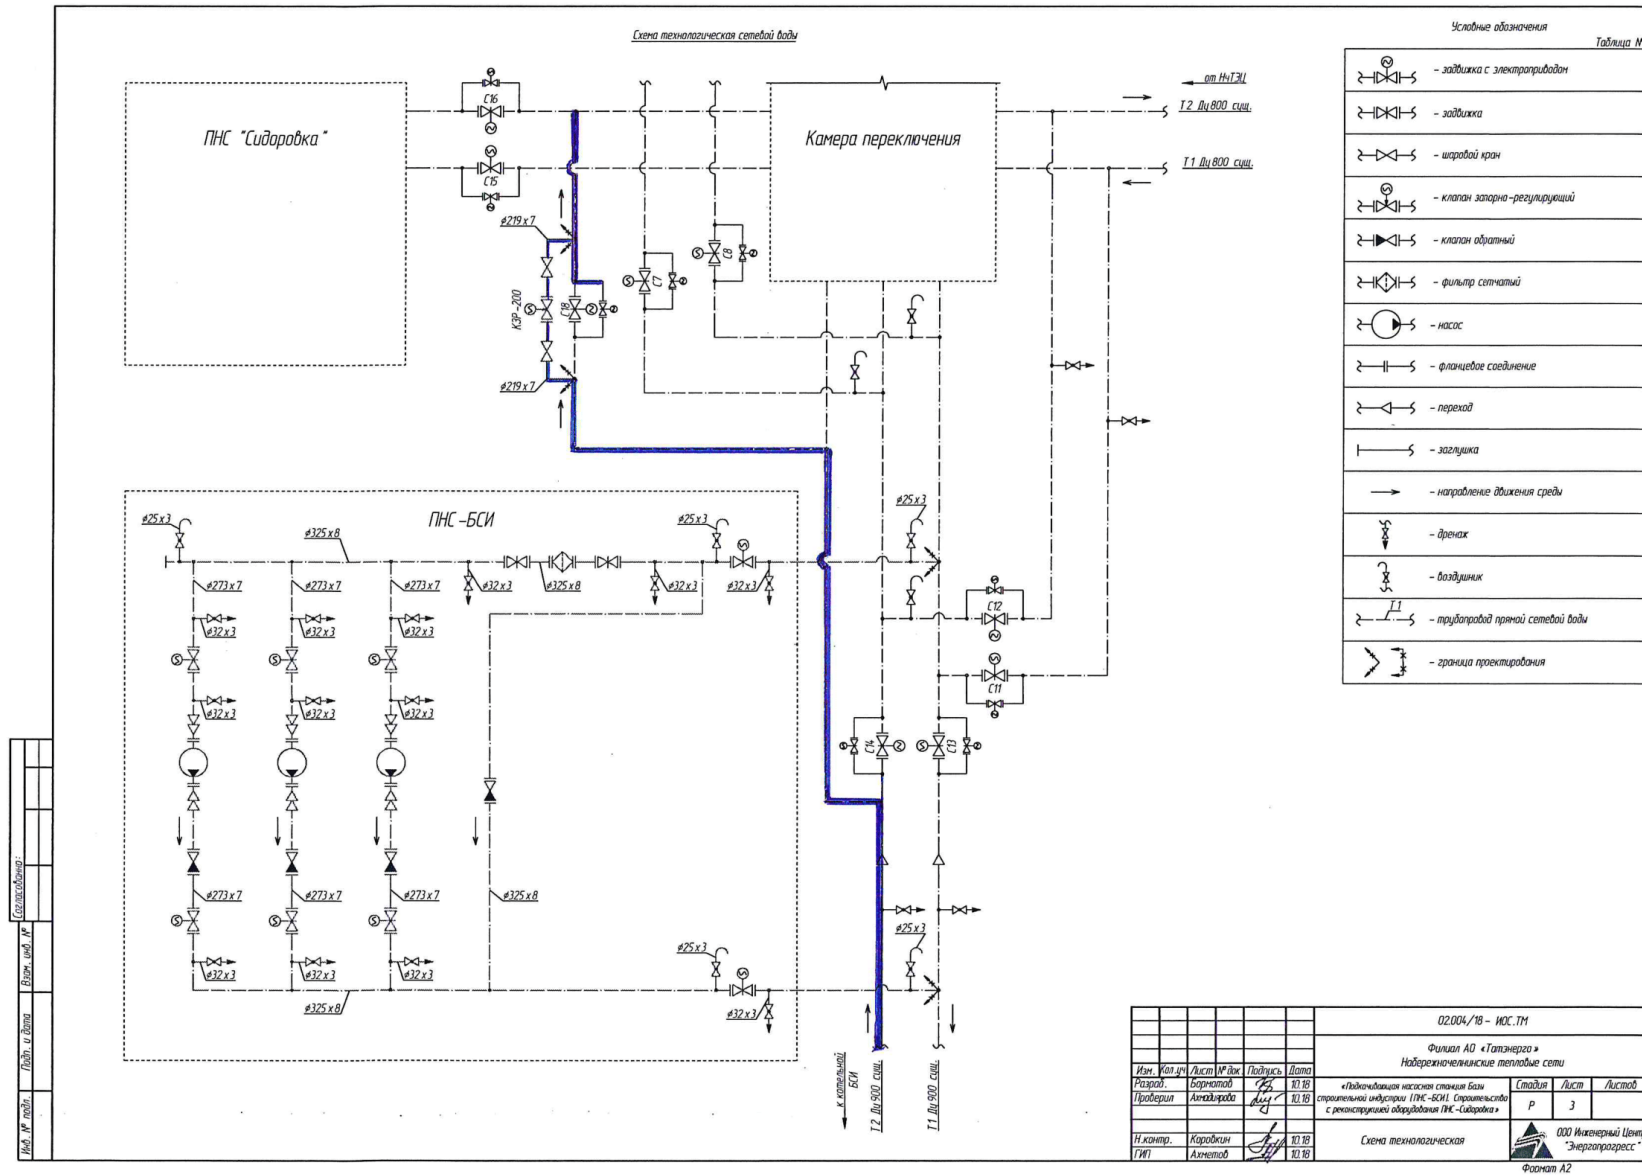 Схема технологическая сетевой воды
Условные обозначения
Таблица №
ПНС "Сидоровка"
С16
С15
Камера переключения
от НчТЭЦ
Т2 Ду800 сущ.
Т1 Ду800 сущ.
ø219x7
КЗР-200
С18
С7
С8
ø219x7
- задвижка с электроприводом
- задвижка
- шаровой кран
- клапан запорно-регулирующий
- клапан обратный
- фильтр сетчатый
- насос
- фланцевое соединение
- переход
- заглушка
- направление движения среды
- дренаж
- воздушник
Т1
- трубопровод прямой сетевой воды
- граница проектирования
ПНС-БСИ
ø25x3
ø325x8
ø25x3
ø25x3
ø273x7
ø273x7
ø273x7
ø32x3
ø325x8
ø32x3
ø32x3
ø32x3
ø32x3
ø32x3
ø32x3
ø32x3
ø32x3
С12
С11
С14
С13
ø273x7
ø273x7
ø273x7
ø325x8
ø32x3
ø32x3
ø32x3
ø25x3
ø25x3
ø325x8
ø32x3
к котельной
БСИ
Т2 Ду900 сущ.
Т1 Ду900 сущ.
Согласованно:
Взам. инв. №
Подп. и дата
Инв. № подл.
02.004/18 - ИОС.ТМ
Филиал АО «Татэнерго»
Набережночелнинские тепловые сети
Изм. Кол.уч Лист № док. Подпись Дата
Разраб. Борматов 10.18
Проверил 10.18
Н.контр. Коровкин 10.18
ГИП Ахметов 10.18
«Подкачивающая насосная станция Базы
строительной индустрии (ПНС-БСИ). Строительство
с реконструкцией оборудования ПНС-Сидоровка»
Стадия Лист Листов
Р 3
Схема технологическая
ООО Инженерный Цент
"Энергопрогресс"
Формат А2